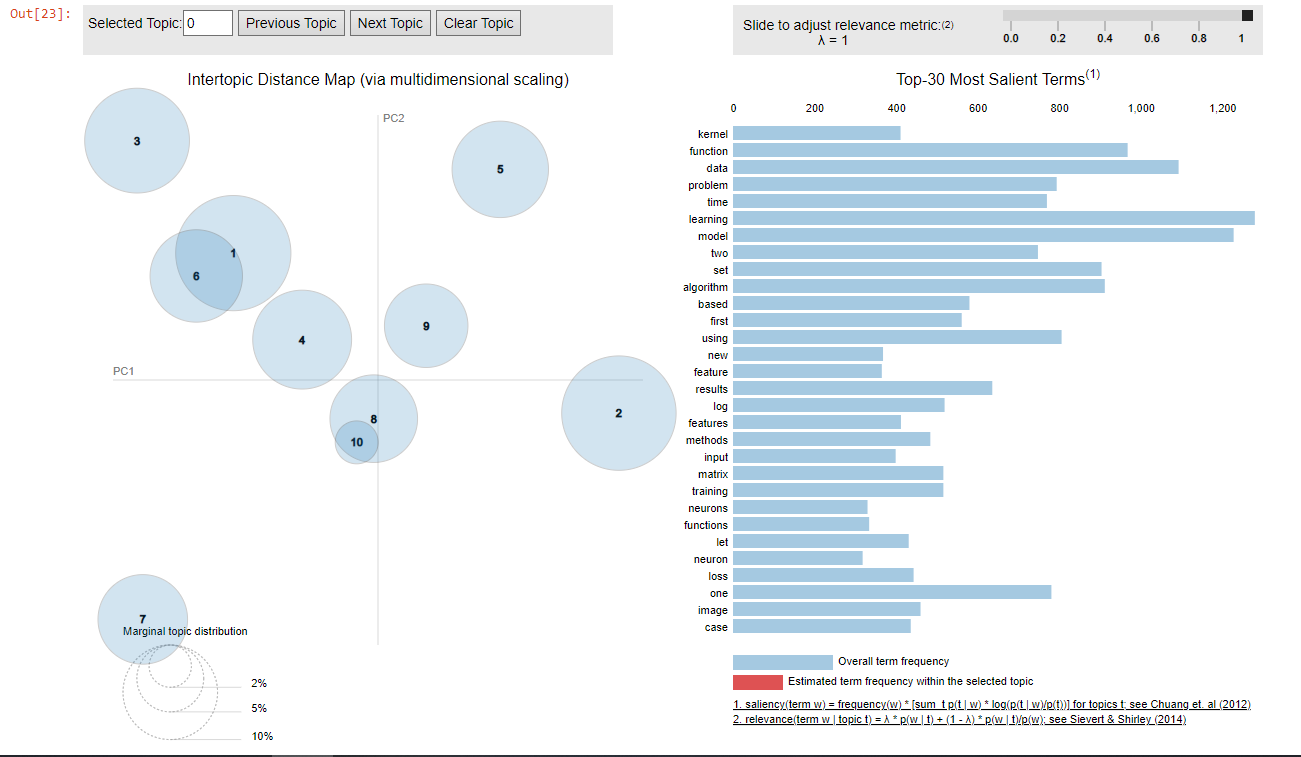 Out[23]:
Selected Topic: 0 Previous Topic Next Topic Clear Topic
Slide to adjust relevance metric:(2)
λ = 1
0.0 0.2 0.4 0.6 0.8 1
Intertopic Distance Map (via multidimensional scaling)
PC2
PC1
3
5
1
6
4
9
2
8
10
7
Marginal topic distribution
2%
5%
10%
Top-30 Most Salient Terms(1)
0 200 400 600 800 1,000 1,200
kernel
function
data
problem
time
learning
model
two
set
algorithm
based
first
using
new
feature
results
log
features
methods
input
matrix
training
neurons
functions
let
neuron
loss
one
image
case
Overall term frequency
Estimated term frequency within the selected topic
1. saliency(term w) = frequency(w) * [sum_t p(t | w) * log(p(t | w)/p(t))] for topics t; see Chuang et. al (2012)
2. relevance(term w | topic t) = λ * p(w | t) + (1 - λ) * p(w | t)/p(w); see Sievert & Shirley (2014)